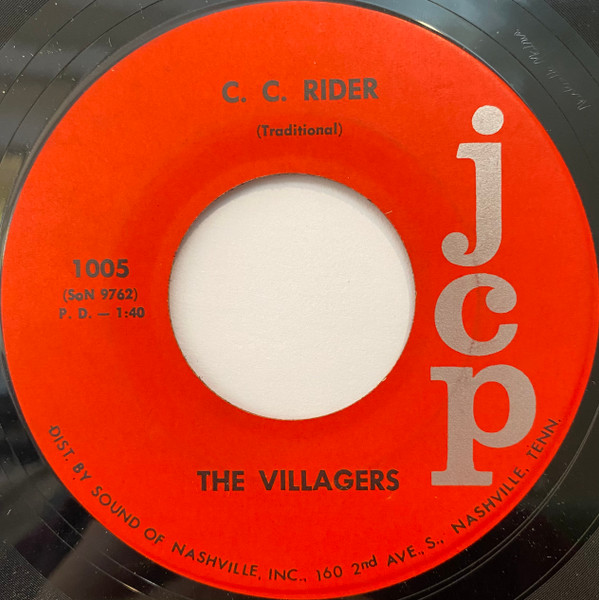 C. C. RIDER
(Traditional)
jcp
1005
(SoN 9762)
P. D. — 1:40
THE VILLAGERS
DIST. BY SOUND OF NASHVILLE, INC., 160 2nd AVE., S., NASHVILLE, TENN.